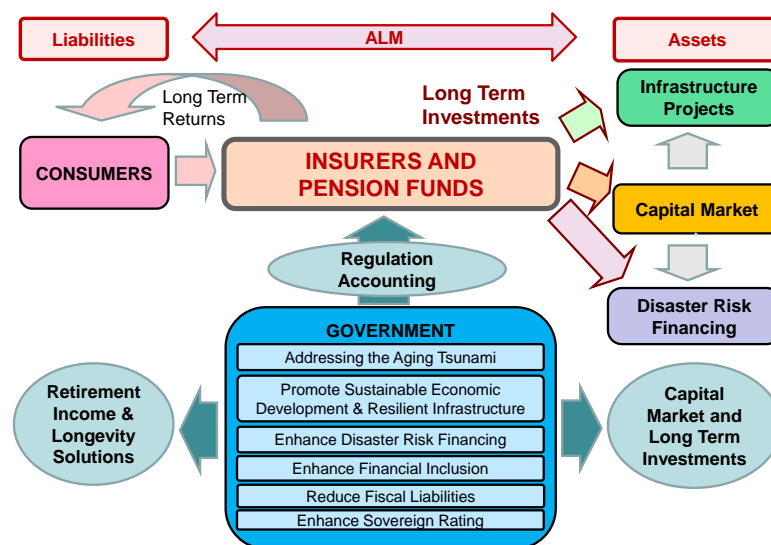 Liabilities
ALM
Assets
Long Term
Returns
Long Term
Investments
Infrastructure
Projects
CONSUMERS
INSURERS AND
PENSION FUNDS
Capital Market
Regulation
Accounting
Disaster Risk
Financing
GOVERNMENT
Addressing the Aging Tsunami
Promote Sustainable Economic
Development & Resilient Infrastructure
Enhance Disaster Risk Financing
Enhance Financial Inclusion
Reduce Fiscal Liabilities
Enhance Sovereign Rating
Retirement
Income &
Longevity
Solutions
Capital
Market and
Long Term
Investments